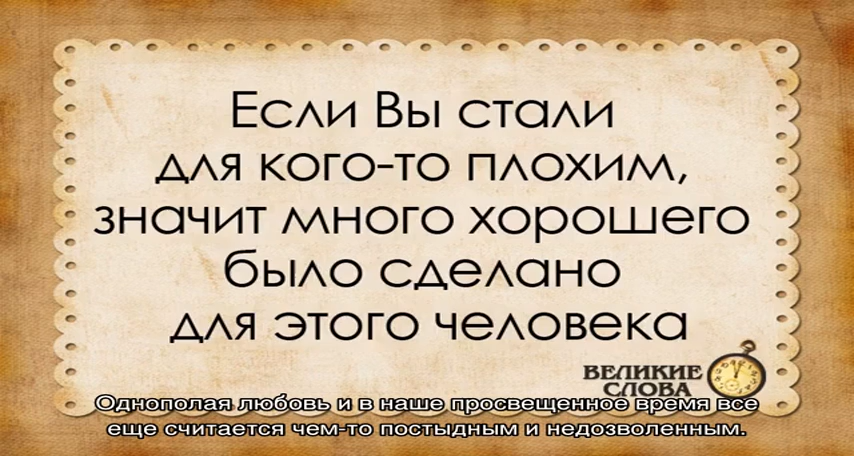 Если Вы стали
для кого-то плохим,
значит много хорошего
было сделано
для этого человека
ВЕЛИКИЕ
СЛОВА
Однополая любовь и в наше просвещенное время все
еще считается чем-то постыдным и недозволенным.